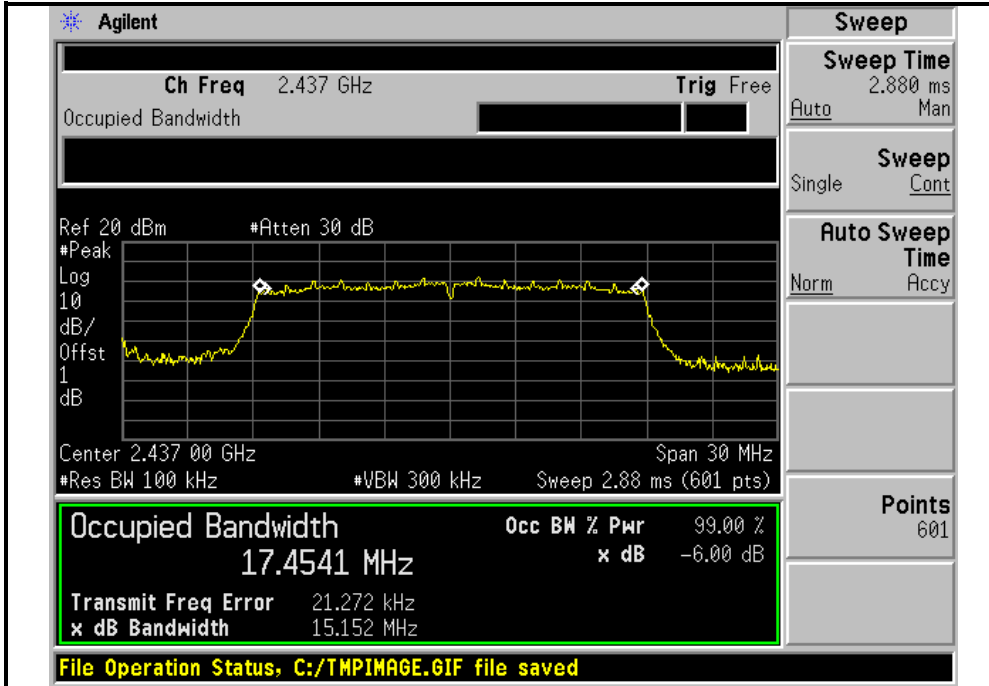 Agilent
Sweep
Ch Freq 2.437 GHz Trig Free
Occupied Bandwidth
Sweep Time
2.880 ms
Auto Man
Sweep
Single Cont
Auto Sweep
Time
Norm Accy
Points
601
Ref 20 dBm #Atten 30 dB
#Peak
Log
10
dB/
Offst
1
dB
Center 2.437 00 GHz Span 30 MHz
#Res BW 100 kHz #VBW 300 kHz Sweep 2.88 ms (601 pts)
Occupied Bandwidth Occ BW % Pwr 99.00 %
17.4541 MHz x dB -6.00 dB
Transmit Freq Error 21.272 kHz
x dB Bandwidth 15.152 MHz
File Operation Status, C:/TMPIMAGE.GIF file saved